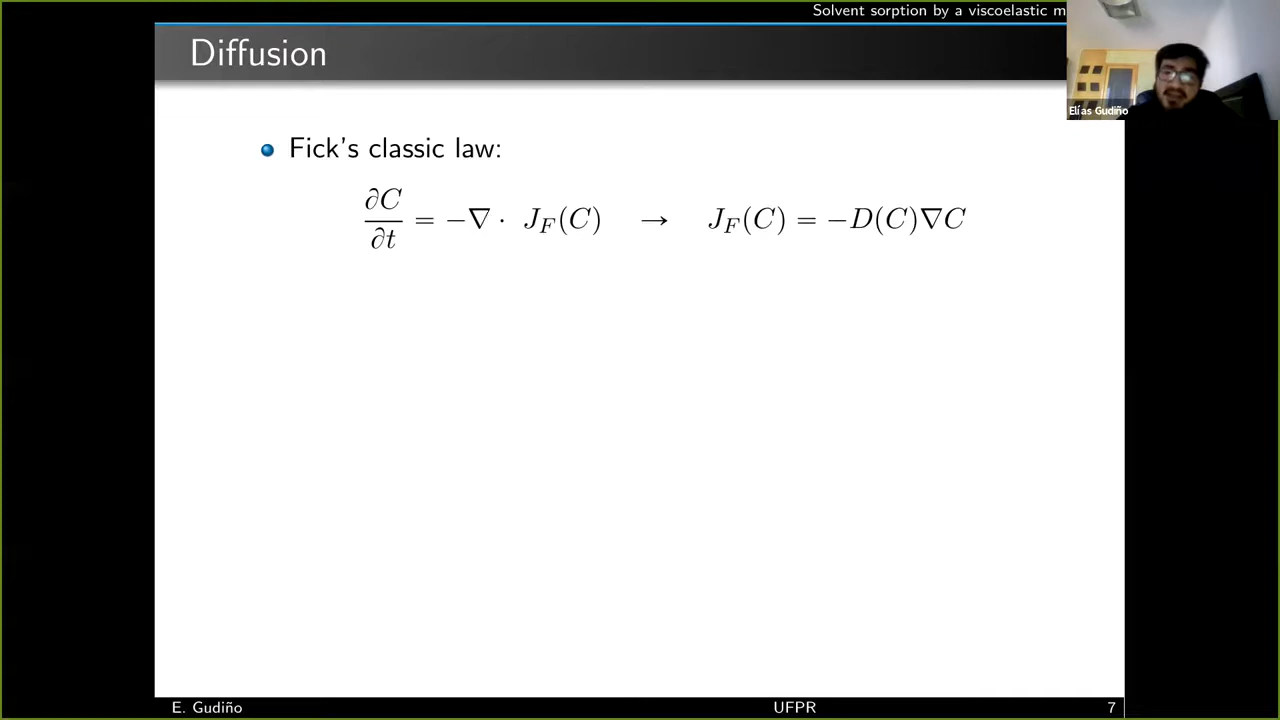 Solvent sorption by a viscoelastic m
Diffusion
Elías Gudiño
Fick's classic law:
∂C/∂t = −∇ · J_F(C) → J_F(C) = −D(C)∇C
E. Gudiño UFPR 7